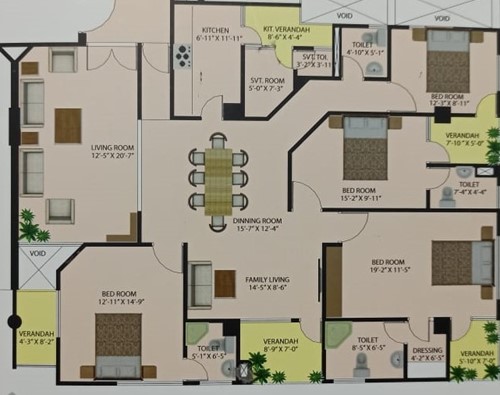 VOID
VOID
KITCHEN
6'-11" X 11'-11"
KIT. VERANDAH
8'-6" X 4'-4"
TOILET
4'-10" X 5'-1"
SVT. TOI.
3'-2" X 3'-11"
SVT. ROOM
5'-0" X 7'-3"
BED ROOM
12'-3" X 8'-11"
LIVING ROOM
12'-5" X 20'-7"
VERANDAH
7'-10" X 5'-0"
BED ROOM
15'-2" X 9'-11"
TOILET
7'-4" X 4'-4"
DINNING ROOM
15'-7" X 12'-4"
VOID
BED ROOM
12'-11" X 14'-9"
FAMILY LIVING
14'-5" X 8'-6"
BED ROOM
19'-2" X 11'-5"
VERANDAH
4'-3" X 8'-2"
TOILET
5'-1" X 6'-5"
VERANDAH
8'-9" X 7'-0"
TOILET
8'-5" X 6'-5"
DRESSING
4'-2" X 6'-5"
VERANDAH
5'-10" X 7'-0"